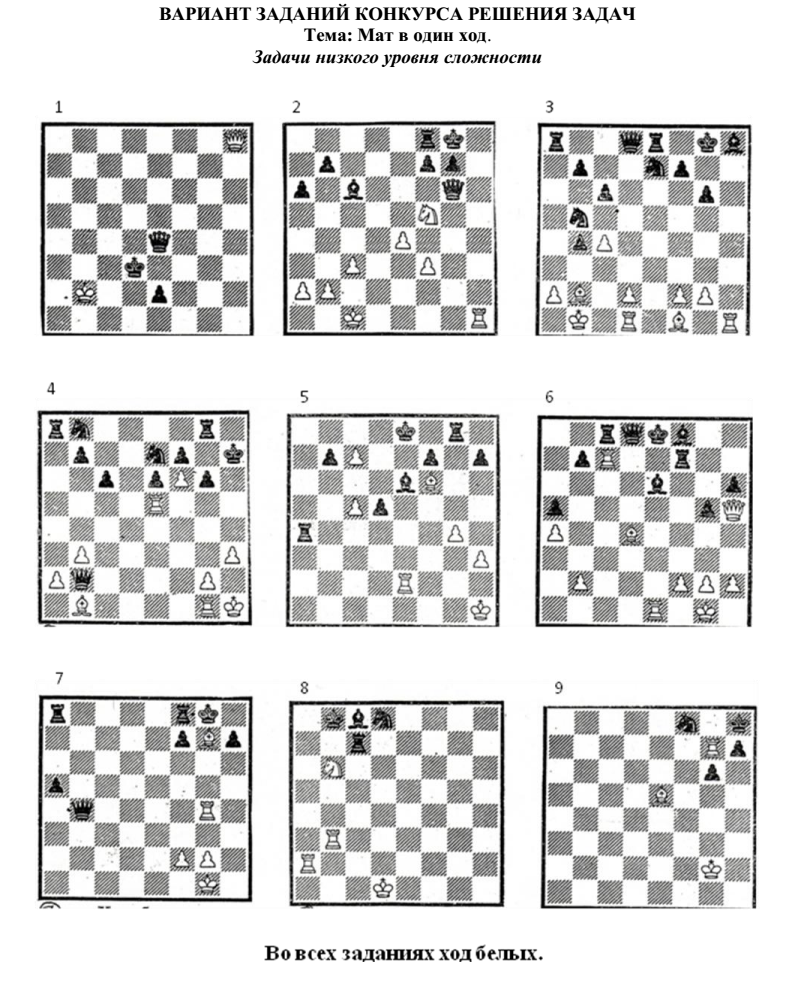 ВАРИАНТ ЗАДАНИЙ КОНКУРСА РЕШЕНИЯ ЗАДАЧ
Тема: Мат в один ход.
Задачи низкого уровня сложности
1
2
3
4
5
6
7
8
9
Во всех заданиях ход белых.